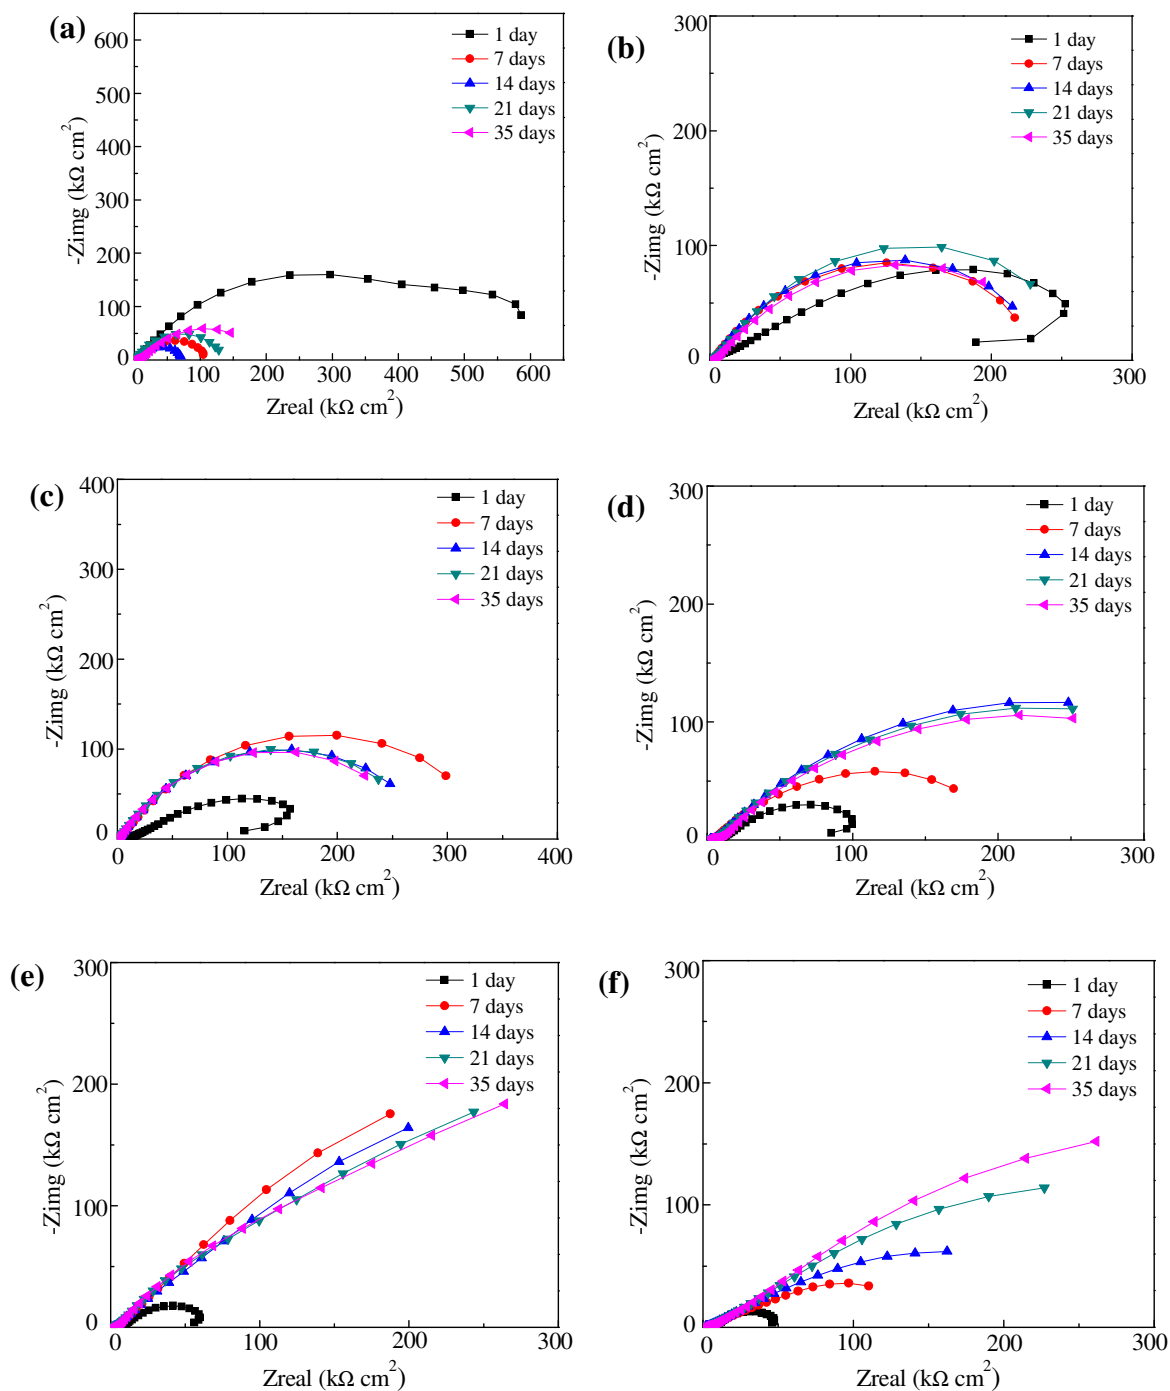 (a)
600
500
400
300
200
100
0
0 100 200 300 400 500 600
-Zimg (kΩ cm²)
Zreal (kΩ cm²)
1 day
7 days
14 days
21 days
35 days
(b)
300
200
100
0
0 100 200 300
-Zimg (kΩ cm²)
Zreal (kΩ cm²)
1 day
7 days
14 days
21 days
35 days
(c)
400
300
200
100
0
0 100 200 300 400
-Zimg (kΩ cm²)
Zreal (kΩ cm²)
1 day
7 days
14 days
21 days
35 days
(d)
300
200
100
0
0 100 200 300
-Zimg (kΩ cm²)
Zreal (kΩ cm²)
1 day
7 days
14 days
21 days
35 days
(e)
300
200
100
0
0 100 200 300
-Zimg (kΩ cm²)
Zreal (kΩ cm²)
1 day
7 days
14 days
21 days
35 days
(f)
300
200
100
0
0 100 200 300
-Zimg (kΩ cm²)
Zreal (kΩ cm²)
1 day
7 days
14 days
21 days
35 days